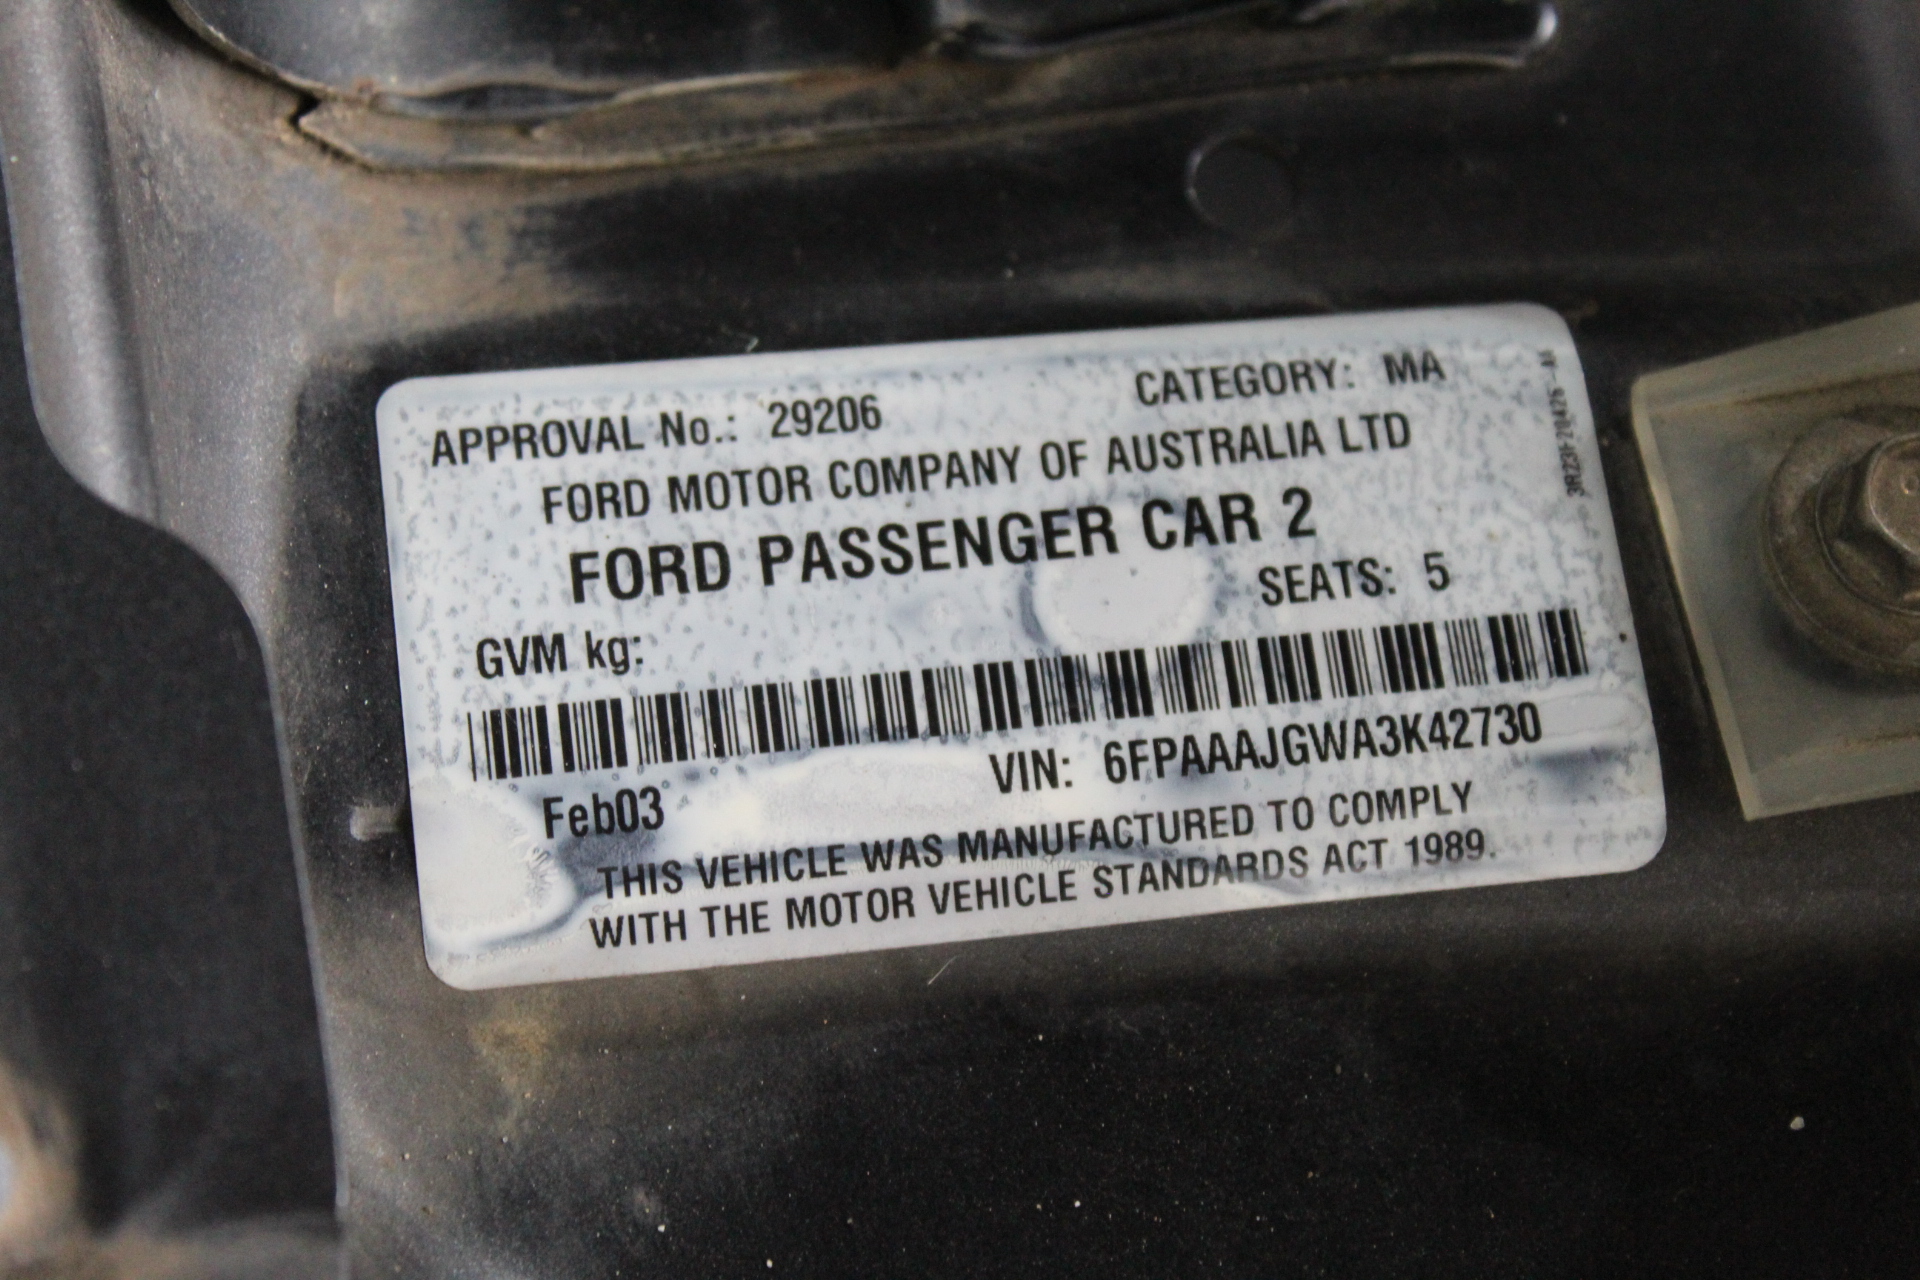 APPROVAL No.: 29206 CATEGORY: MA
FORD MOTOR COMPANY OF AUSTRALIA LTD
FORD PASSENGER CAR 2
SEATS: 5
GVM kg:
VIN: 6FPAAAJGWA3K42730
Feb03
THIS VEHICLE WAS MANUFACTURED TO COMPLY
WITH THE MOTOR VEHICLE STANDARDS ACT 1989.